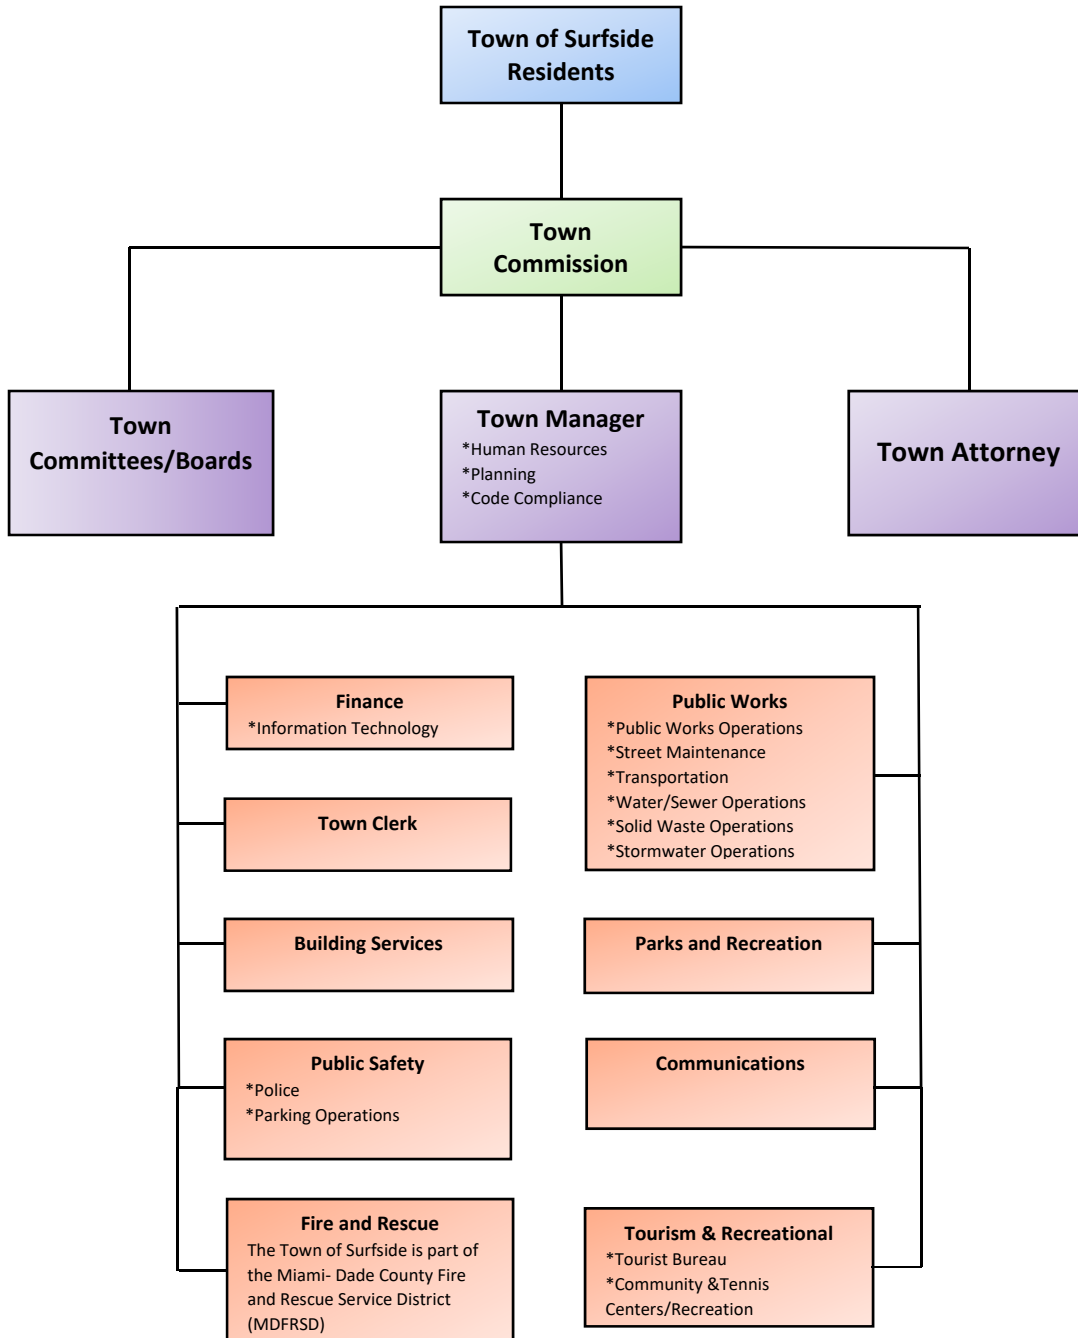 Town of Surfside
Residents
Town
Commission
Town
Committees/Boards
Town Manager
*Human Resources
*Planning
*Code Compliance
Town Attorney
Finance
*Information Technology
Town Clerk
Building Services
Public Safety
*Police
*Parking Operations
Fire and Rescue
The Town of Surfside is part of
the Miami- Dade County Fire
and Rescue Service District
(MDFRSD)
Public Works
*Public Works Operations
*Street Maintenance
*Transportation
*Water/Sewer Operations
*Solid Waste Operations
*Stormwater Operations
Parks and Recreation
Communications
Tourism & Recreational
*Tourist Bureau
*Community &Tennis
Centers/Recreation